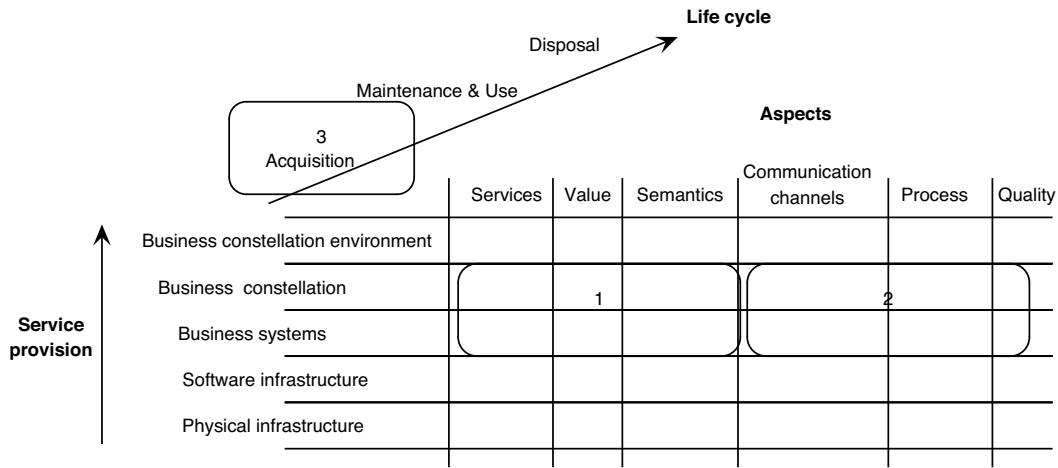 Life cycle
Disposal
Maintenance & Use
3
Acquisition
Aspects
Services
Value
Semantics
Communication
channels
Process
Quality
Business constellation environment
Business constellation
1
2
Business systems
Service
provision
Software infrastructure
Physical infrastructure